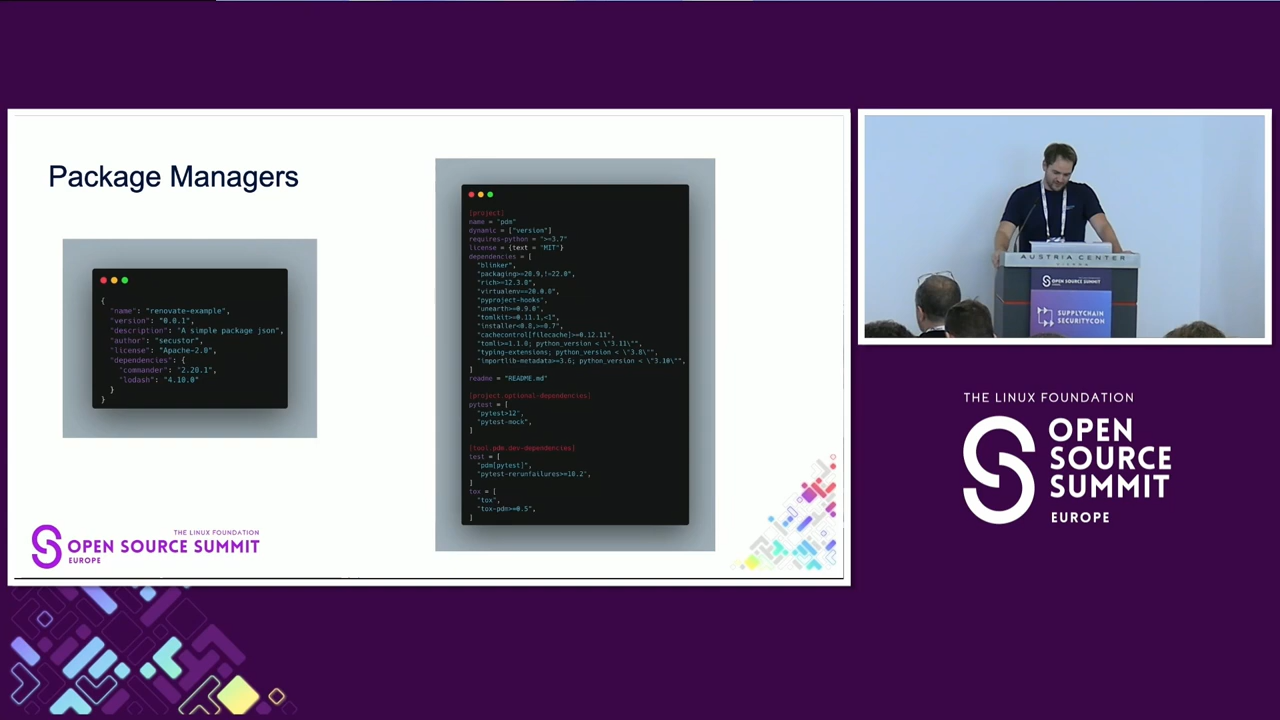 Package Managers
{
"name": "renovate-example",
"version": "0.0.1",
"description": "A simple package json",
"author": "secustor",
"license": "Apache-2.0",
"dependencies": {
"commander": "2.20.1",
"lodash": "4.10.0"
}
}
[project]
name = "pdm"
dynamic = ["version"]
requires-python = ">=3.7"
license = {text = "MIT"}
dependencies = [
"blinker",
"packaging>=20.9,!=22.0",
"rich>=12.3.0",
"virtualenv==20.0.0",
"pyproject-hooks",
"unearth>=0.9.0",
"tomlkit>=0.11.1,<1",
"installer<0.8,>=0.7",
"cachecontrol[filecache]>=0.12.11",
"tomli>=1.1.0; python_version < \"3.11\"",
"typing-extensions; python_version < \"3.8\"",
"importlib-metadata>=3.6; python_version < \"3.10\"",
]
readme = "README.md"
[project.optional-dependencies]
pytest = [
"pytest>12",
"pytest-mock",
]
[tool.pdm.dev-dependencies]
test = [
"pdm[pytest]",
"pytest-rerunfailures>=10.2",
]
tox = [
"tox",
"tox-pdm>=0.5",
]
THE LINUX FOUNDATION
OPEN SOURCE SUMMIT
EUROPE
AUSTRIA CENTER
OPEN SOURCE SUMMIT
SUPPLYCHAIN
SECURITYCON
THE LINUX FOUNDATION
OPEN
SOURCE
SUMMIT
EUROPE